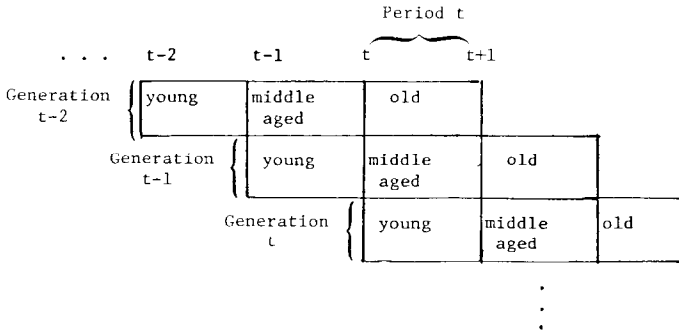 Period t
. . . t-2 t-1 t t+1
Generation t-2 young middle aged old
Generation t-1 young middle aged old
Generation t young middle aged old